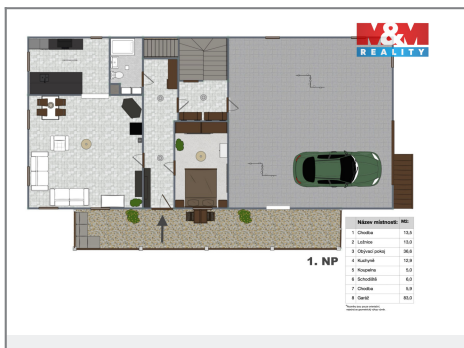 M&M
REALITY
1. NP
Název místnosti: M2:
1 Chodba 13,5
2 Ložnice 13,0
3 Obývací pokoj 36,6
4 Kuchyně 12,9
5 Koupelna 5,0
6 Schodiště 6,0
7 Chodba 5,9
8 Garáž 83,0